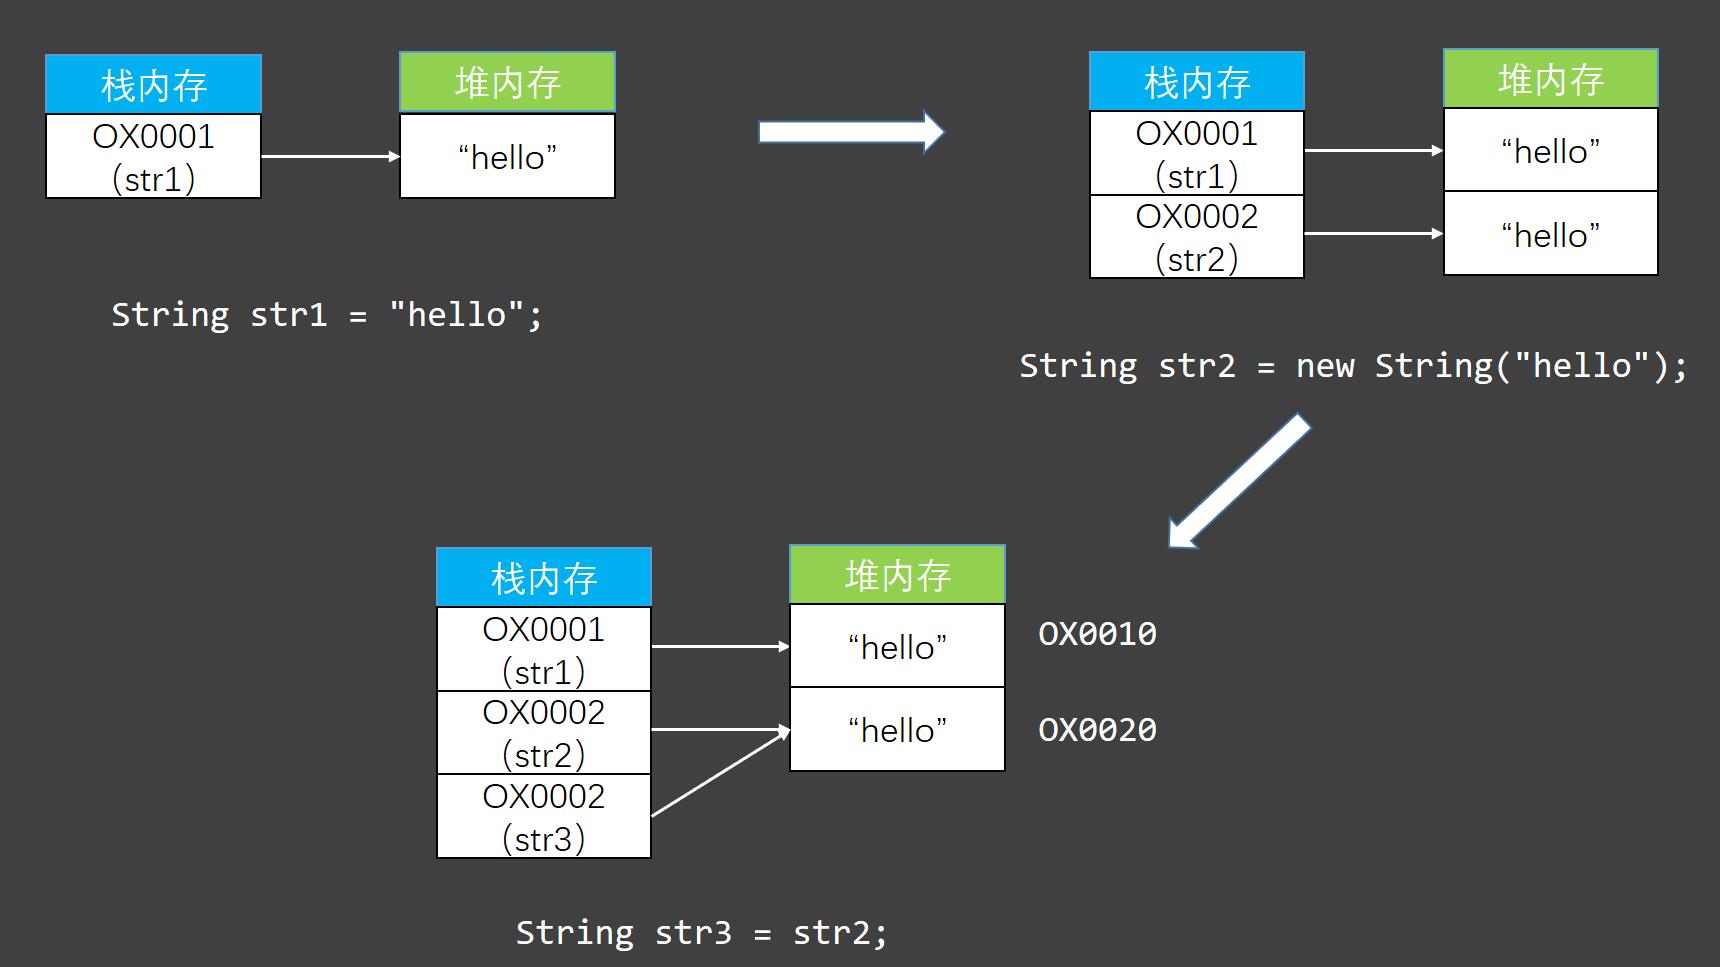 栈内存
堆内存
OX0001
（str1）
“hello”
String str1 = "hello";
栈内存
堆内存
OX0001
（str1）
“hello”
OX0002
（str2）
“hello”
String str2 = new String("hello");
栈内存
堆内存
OX0001
（str1）
“hello”
OX0010
OX0002
（str2）
“hello”
OX0020
OX0002
（str3）
String str3 = str2;